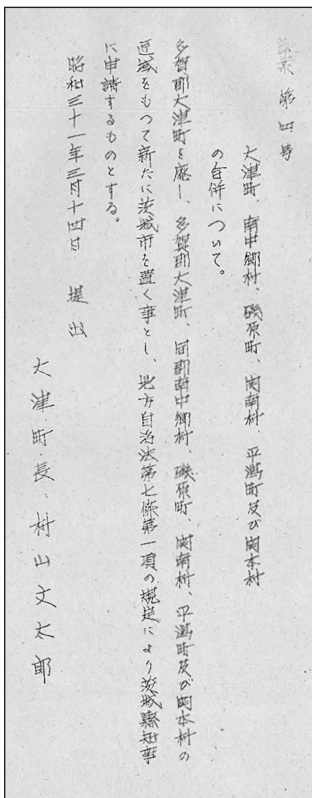 議案第四号
大津町、南中郷村、磯原町、関南村、平潟町及び関本村
の合併について。
多賀郡大津町を廃し、多賀郡大津町、同郡南中郷村、磯原町、関南村、平潟町及び関本村の
区域をもつて新たに茨城市を置く事とし、地方自治法第七條第一項の規定により茨城縣知事
に申請するものとする。
昭和三十一年三月十四日 提出
大津町長、村山文太郎